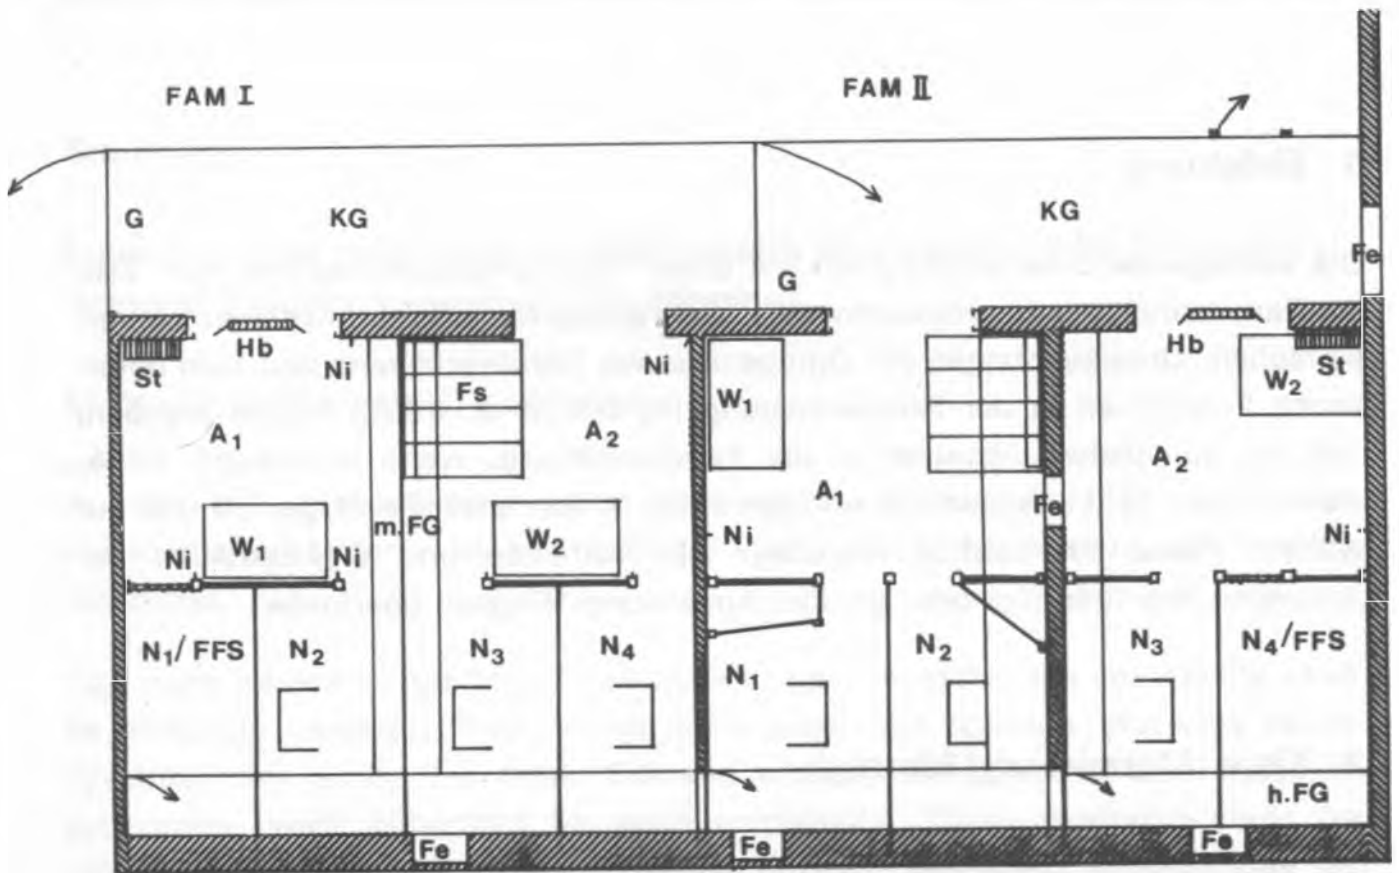 FAM I
FAM II
G
KG
KG
Fe
G
Hb
St
Ni
Fs
Ni
W₁
Hb
W₂
St
A₁
A₂
A₂
A₁
m. FG
Fe
Ni
W₁
Ni
W₂
Ni
Ni
N₁/FFS
N₂
N₃
N₄
N₁
N₂
N₃
N₄/FFS
h.FG
Fe
Fe
Fe